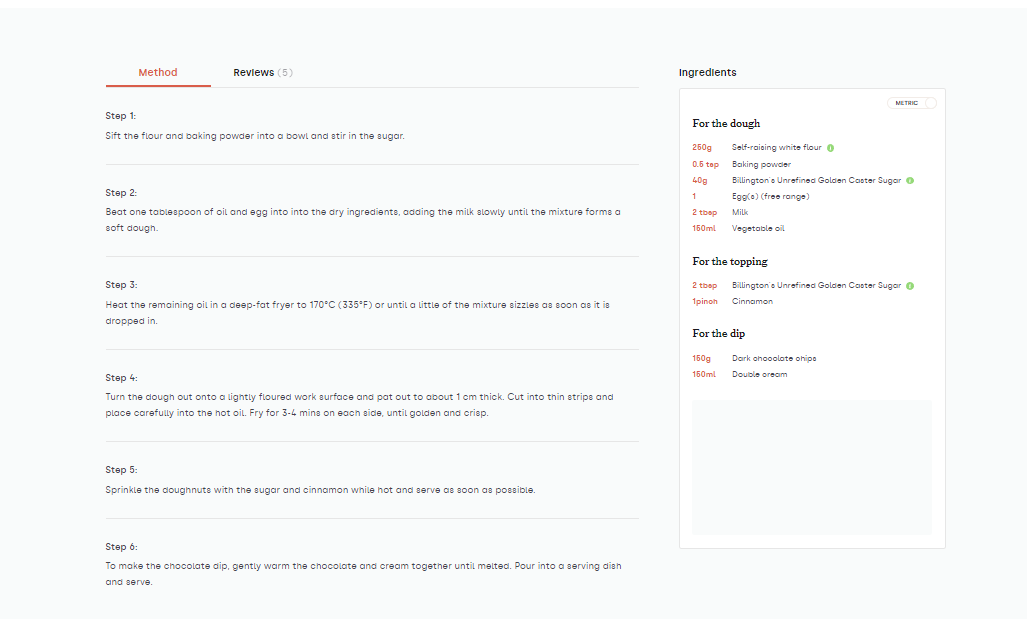 Method
Reviews (5)
Step 1:
Sift the flour and baking powder into a bowl and stir in the sugar.
Step 2:
Beat one tablespoon of oil and egg into into the dry ingredients, adding the milk slowly until the mixture forms a
soft dough.
Step 3:
Heat the remaining oil in a deep-fat fryer to 170°C (335°F) or until a little of the mixture sizzles as soon as it is
dropped in.
Step 4:
Turn the dough out onto a lightly floured work surface and pat out to about 1 cm thick. Cut into thin strips and
place carefully into the hot oil. Fry for 3-4 mins on each side, until golden and crisp.
Step 5:
Sprinkle the doughnuts with the sugar and cinnamon while hot and serve as soon as possible.
Step 6:
To make the chocolate dip, gently warm the chocolate and cream together until melted. Pour into a serving dish
and serve.
Ingredients
METRIC
For the dough
250g Self-raising white flour
0.5 tsp Baking powder
40g Billington's Unrefined Golden Caster Sugar
1 Egg(s) (free range)
2 tbsp Milk
150ml Vegetable oil
For the topping
2 tbsp Billington's Unrefined Golden Caster Sugar
1pinch Cinnamon
For the dip
150g Dark chocolate chips
150ml Double cream